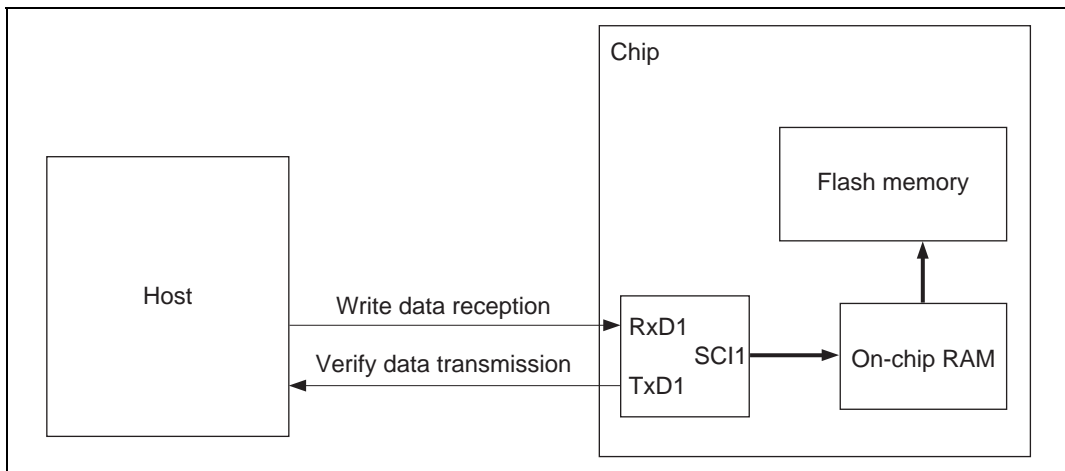 Chip
Flash memory
Host
Write data reception
RxD1
SCI1
On-chip RAM
Verify data transmission
TxD1